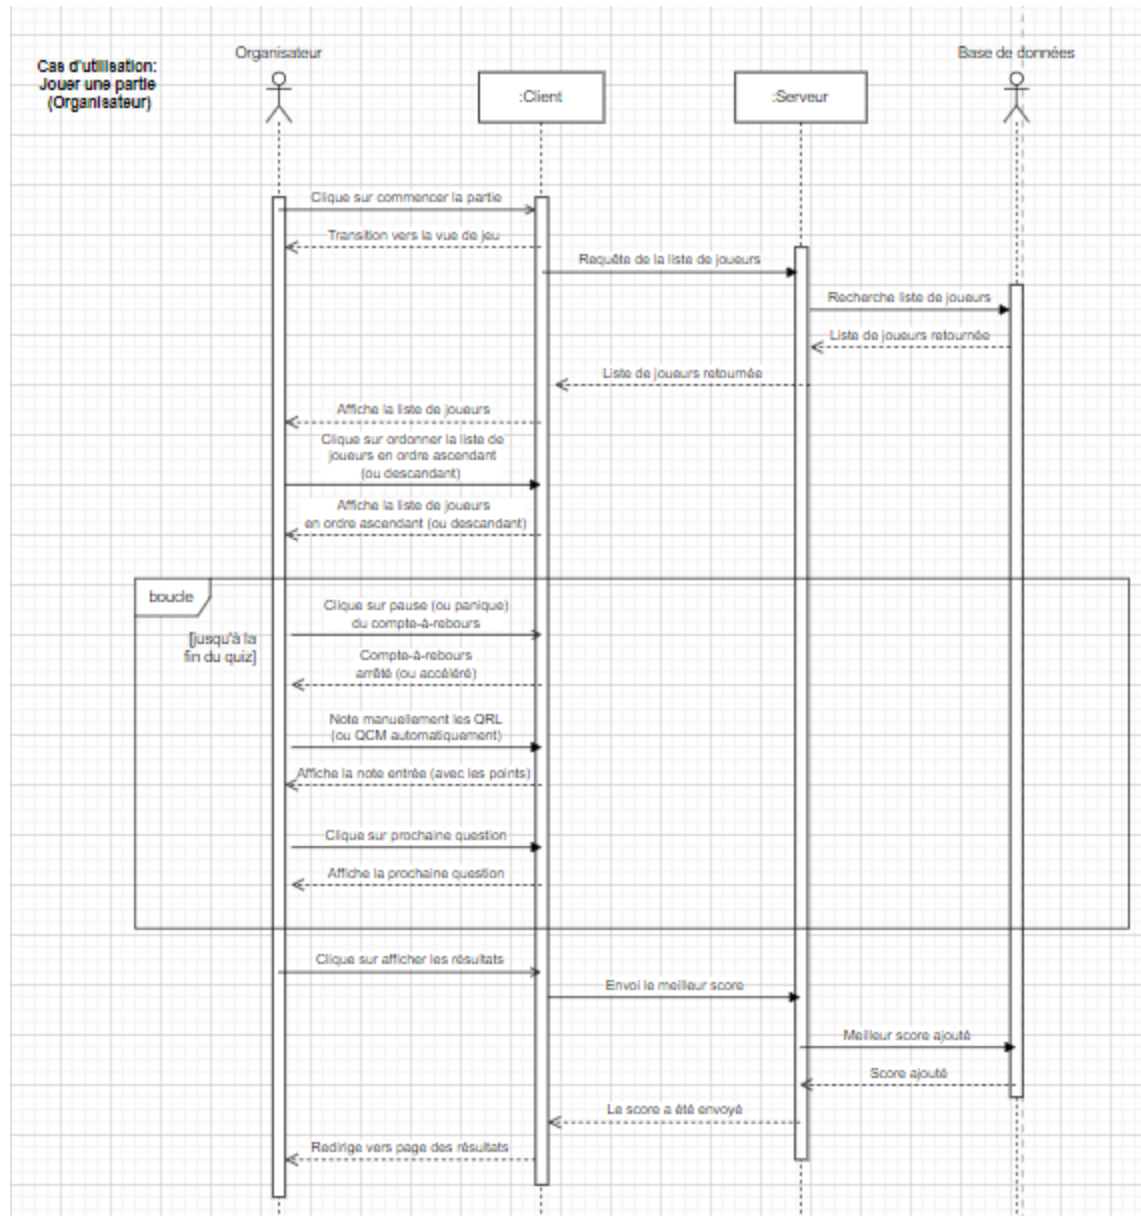 Cas d'utilisation:
Jouer une partie
(Organisateur)
Organisateur
:Client
:Serveur
Base de données
Clique sur commencer la partie
Transition vers la vue de jeu
Requête de la liste de joueurs
Recherche liste de joueurs
Liste de joueurs retournée
Liste de joueurs retournée
Affiche la liste de joueurs
Clique sur ordonner la liste de
joueurs en ordre ascendant
(ou descandant)
Affiche la liste de joueurs
en ordre ascendant (ou descandant)
boucle
[jusqu'à la
fin du quiz]
Clique sur pause (ou panique)
du compte-à-rebours
Compte-à-rebours
arrêté (ou accéléré)
Note manuellement les QRL
(ou QCM automatiquement)
Affiche la note entrée (avec les points)
Clique sur prochaine question
Affiche la prochaine question
Clique sur afficher les résultats
Envoi le meilleur score
Meilleur score ajouté
Score ajouté
Le score a été envoyé
Redirige vers page des résultats